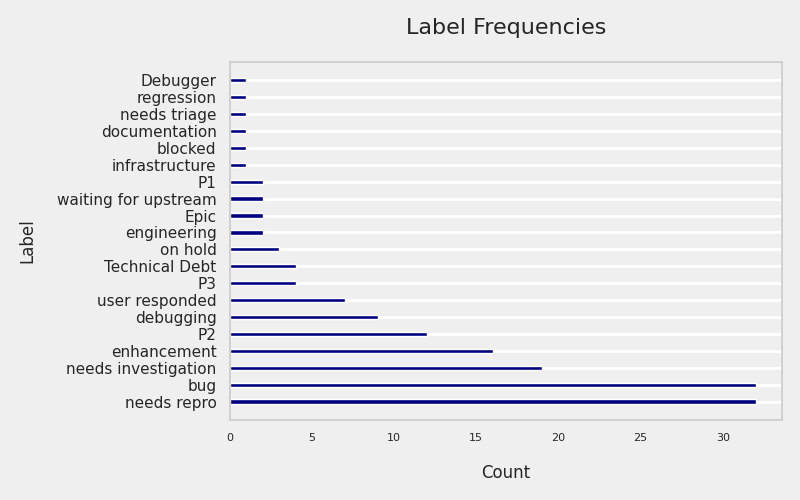 Label Frequencies
Debugger
regression
needs triage
documentation
blocked
infrastructure
P1
waiting for upstream
Epic
engineering
on hold
Technical Debt
P3
user responded
debugging
P2
enhancement
needs investigation
bug
needs repro
Label
0 5 10 15 20 25 30
Count